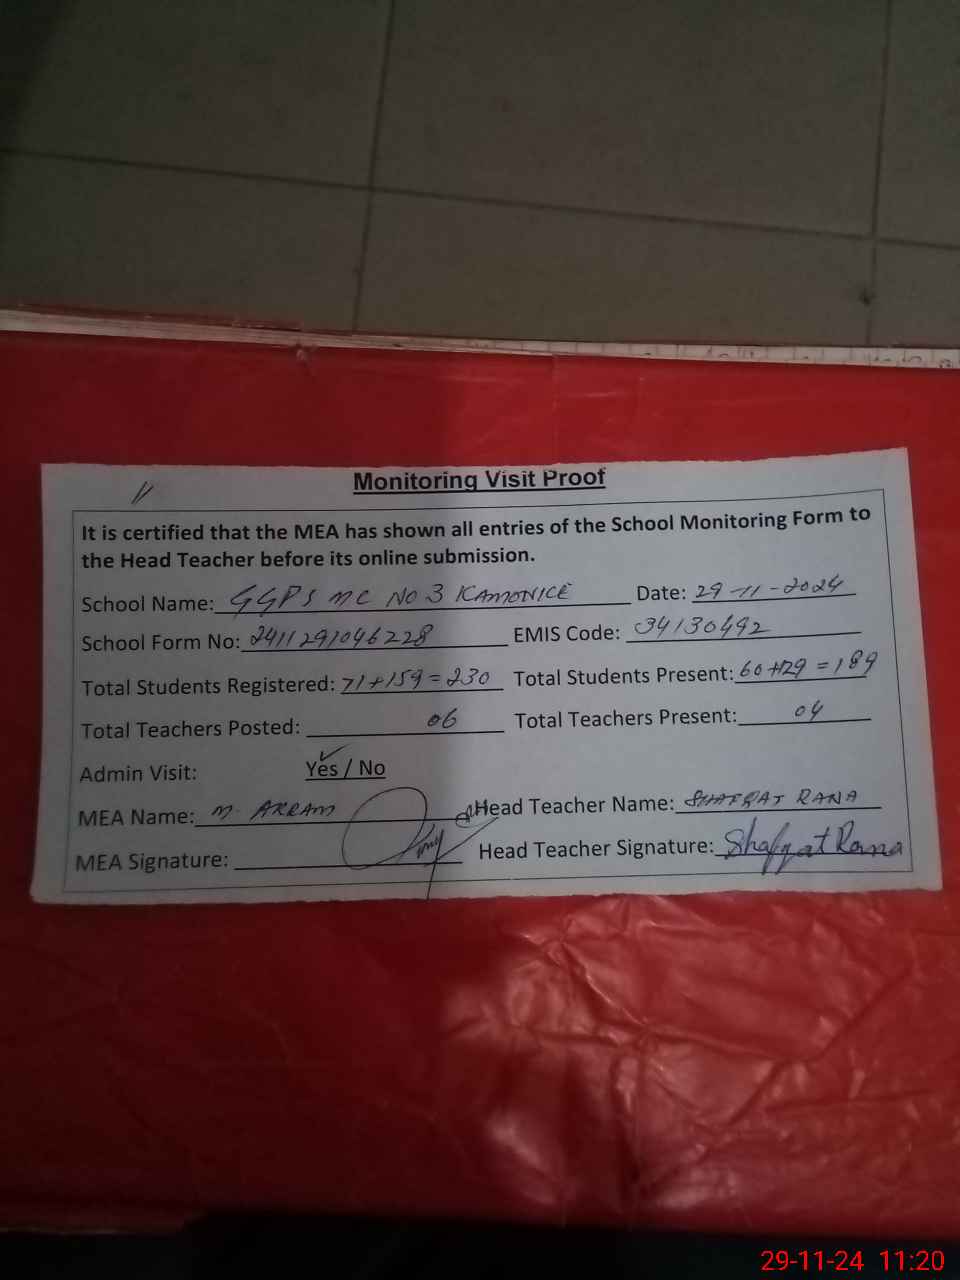 Monitoring Visit Proof
It is certified that the MEA has shown all entries of the School Monitoring Form to
the Head Teacher before its online submission.
School Name: GGPS MC NO 3 KAMONKE Date: 29-11-2024
School Form No: 2411291046228 EMIS Code: 34130492
Total Students Registered: 71+159=230 Total Students Present: 60+129=189
Total Teachers Posted: 06 Total Teachers Present: 04
Admin Visit: Yes / No
MEA Name: M. AKRAM Head Teacher Name: SHAFQAT RANA
MEA Signature: Head Teacher Signature: Shafqat Rana
29-11-24 11:20